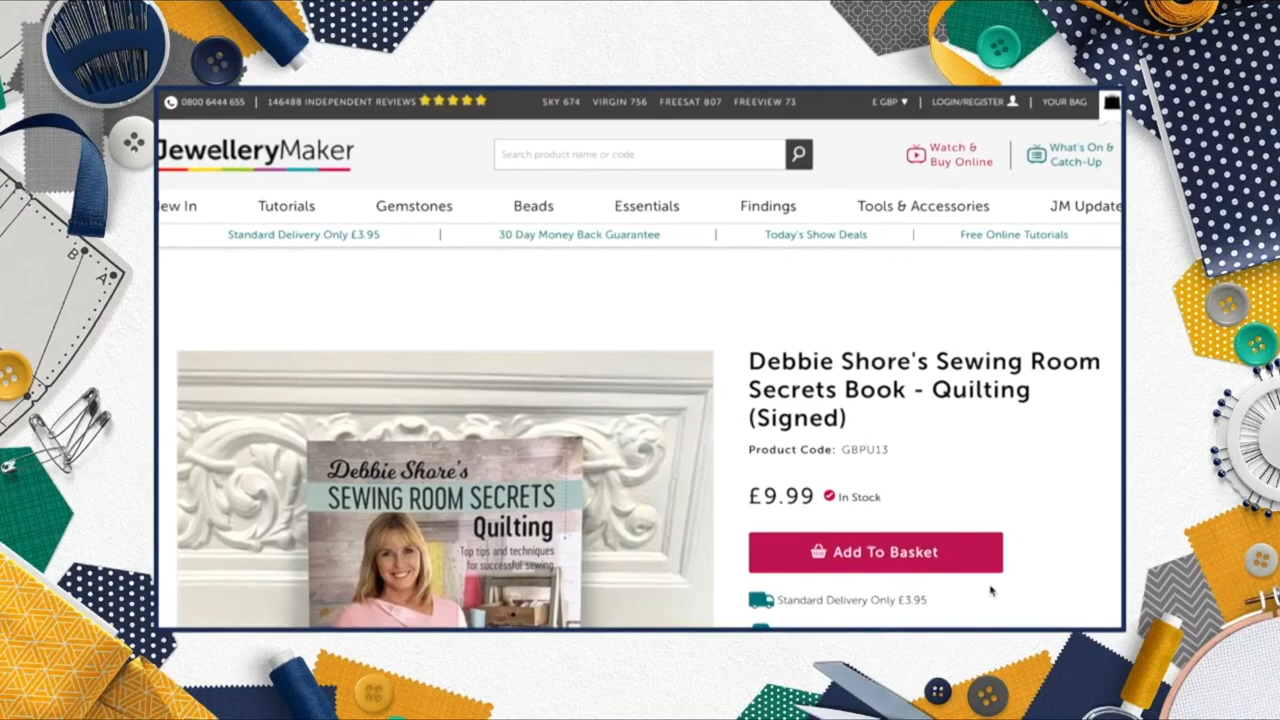 0800 6444 655 | 146488 INDEPENDENT REVIEWS SKY 674 VIRGIN 756 FREESAT 807 FREEVIEW 73 £ GBP ▼ | LOGIN/REGISTER | YOUR BAG
JewelleryMaker
Search product name or code
Watch &
Buy Online
What's On &
Catch-Up
ew In Tutorials Gemstones Beads Essentials Findings Tools & Accessories JM Update
Standard Delivery Only £3.95 | 30 Day Money Back Guarantee | Today's Show Deals | Free Online Tutorials
Debbie Shore's Sewing Room
Secrets Book - Quilting
(Signed)
Product Code: GBPU13
£9.99 In Stock
Add To Basket
Standard Delivery Only £3.95
Debbie Shore's
SEWING ROOM SECRETS
Quilting
Top tips and techniques
for successful sewing
B
A